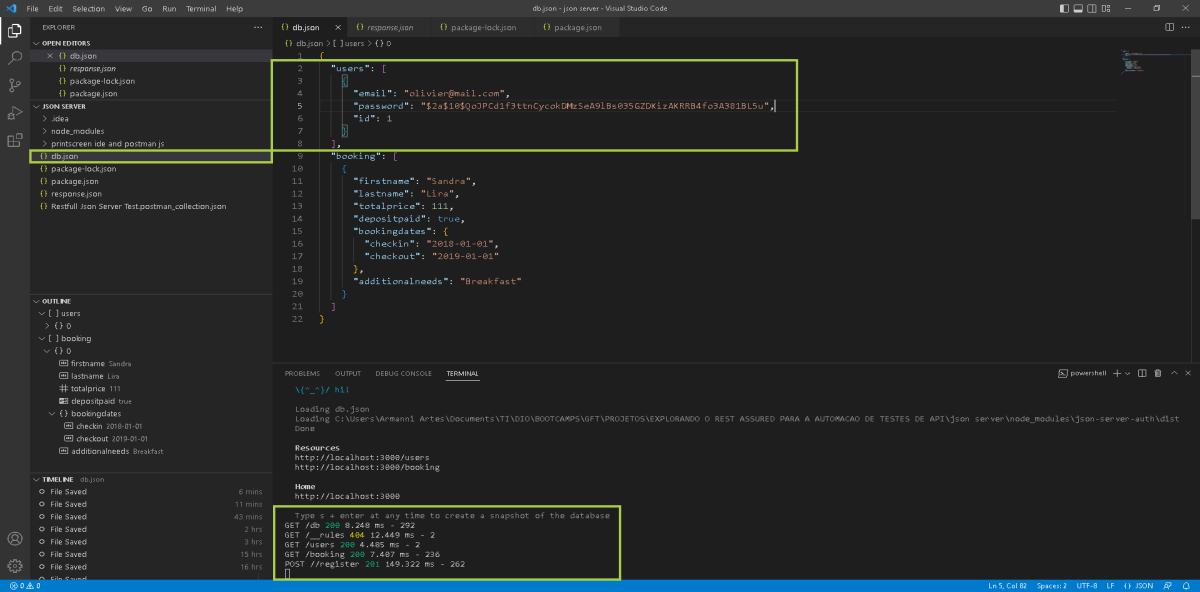 File Edit Selection View Go Run Terminal Help
db.json - json server - Visual Studio Code
EXPLORER
OPEN EDITORS
db.json
response.json
package-lock.json
package.json
JSON SERVER
.idea
node_modules
printscreen ide and postman js
db.json
package-lock.json
package.json
response.json
Restfull Json Server Test.postman_collection.json
OUTLINE
[ ] users
{} 0
[ ] booking
{} 0
firstname Sandra
lastname Lira
totalprice 111
depositpaid true
{} bookingdates
checkin 2018-01-01
checkout 2019-01-01
additionalneeds Breakfast
TIMELINE db.json
File Saved 6 mins
File Saved 11 mins
File Saved 43 mins
File Saved 2 hrs
File Saved 3 hrs
File Saved 15 hrs
File Saved 16 hrs
File Saved
{} db.json {} response.json {} package-lock.json {} package.json
{} db.json > [ ] users > {} 0
1 {
2 "users": [
3 {
4 "email": "olivier@mail.com",
5 "password": "$2a$10$QoJPCd1f3ttnCycokDMzSeA9lBs035GZDKizAKRRB4fo3A381BL5u",
6 "id": 1
7 }
8 ],
9 "booking": [
10 {
11 "firstname": "Sandra",
12 "lastname": "Lira",
13 "totalprice": 111,
14 "depositpaid": true,
15 "bookingdates": {
16 "checkin": "2018-01-01",
17 "checkout": "2019-01-01"
18 },
19 "additionalneeds": "Breakfast"
20 }
21 ]
22 }
PROBLEMS OUTPUT DEBUG CONSOLE TERMINAL
powershell
\{^_^}/ hi!
Loading db.json
Loading C:\Users\Armanni Artes\Documents\TI\DIO\BOOTCAMPS\GFT\PROJETOS\EXPLORANDO O REST ASSURED PARA A AUTOMACAO DE TESTES DE API\json server\node_modules\json-server-auth\dist
Done
Resources
http://localhost:3000/users
http://localhost:3000/booking
Home
http://localhost:3000
Type s + enter at any time to create a snapshot of the database
GET /db 200 8.248 ms - 292
GET /__rules 404 12.449 ms - 2
GET /users 200 4.485 ms - 2
GET /booking 200 7.407 ms - 236
POST //register 201 149.322 ms - 262
0 0
Ln 5, Col 82 Spaces: 2 UTF-8 LF {} JSON